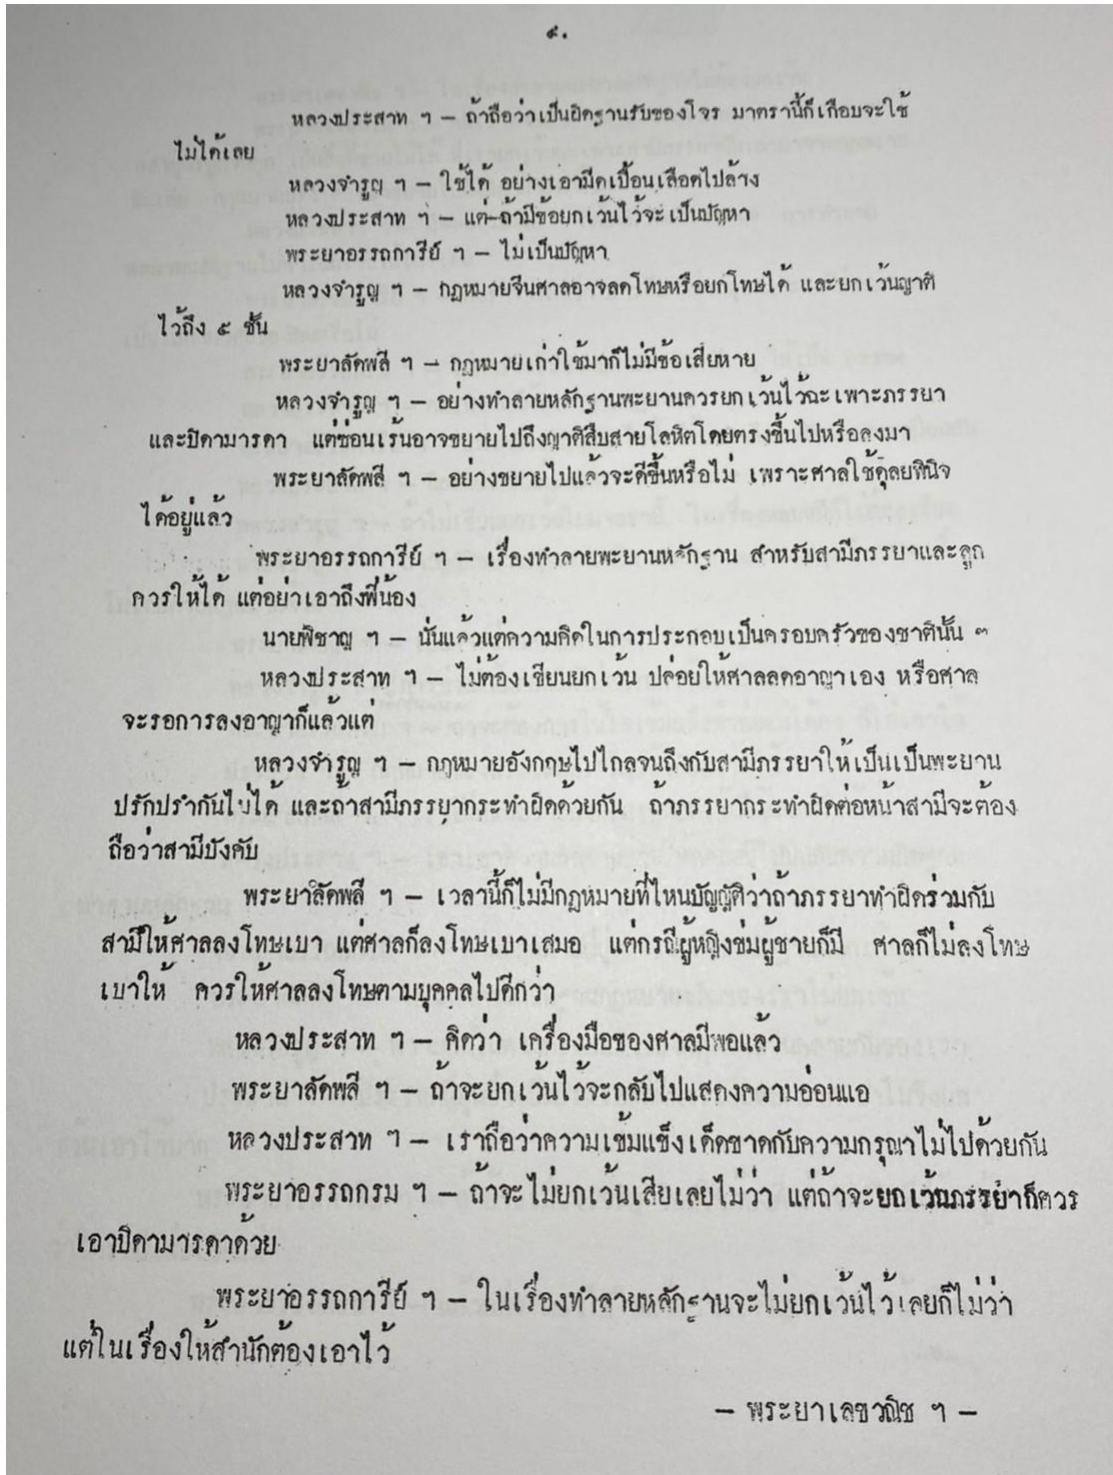 ๙.
หลวงประสาท ฯ – ถ้าถือว่าเป็นผิดฐานรับของโจร มาตรานี้ก็เกือบจะใช้
ไม่ได้เลย
หลวงจำรูญ ฯ – ใช้ได้ อย่างเอามีดเปื้อนเลือดไปล้าง
หลวงประสาท ฯ – แต่ถ้ามีข้อยกเว้นไว้จะเป็นปัญหา
พระยาอรรถการีย์ ฯ – ไม่เป็นปัญหา
หลวงจำรูญ ฯ – กฎหมายจีนศาลอาจลดโทษหรือยกโทษได้ และยกเว้นญาติ
ไว้ถึง ๕ ชั้น
พระยาลัดพลี ฯ – กฎหมายเก่าใช้มาก็ไม่มีข้อเสียหาย
หลวงจำรูญ ฯ – อย่างทำลายหลักฐานพะยานควรยกเว้นไว้ฉะเพาะภรรยา
และบิดามารดา แต่ซ่อนเร้นอาจขยายไปถึงญาติสืบสายโลหิตโดยตรงขึ้นไปหรือลงมา
พระยาลัดพลี ฯ – อย่างขยายไปแล้วจะดีขึ้นหรือไม่ เพราะศาลใช้ดุลยพินิจ
ได้อยู่แล้ว
พระยาอรรถการีย์ ฯ – เรื่องทำลายพะยานหลักฐาน สำหรับสามีภรรยาและลูก
ควรให้ได้ แต่อย่าเอาถึงพี่น้อง
นายพิชาญ ฯ – นั่นแล้วแต่ความคิดในการประกอบเป็นครอบครัวของชาตินั้น ๆ
หลวงประสาท ฯ – ไม่ต้องเขียนยกเว้น ปล่อยให้ศาลลดอาญาเอง หรือศาล
จะรอการลงอาญาก็แล้วแต่
หลวงจำรูญ ฯ – กฎหมายอังกฤษไปไกลจนถึงกับสามีภรรยาให้เป็นเป็นพะยาน
ปรักปรำกันไม่ได้ และถ้าสามีภรรยากระทำผิดด้วยกัน ถ้าภรรยากระทำผิดต่อหน้าสามีจะต้อง
ถือว่าสามีบังคับ
พระยาลัดพลี ฯ – เวลานี้ก็ไม่มีกฎหมายที่ไหนบัญญัติว่าถ้าภรรยาทำผิดร่วมกับ
สามีให้ศาลลงโทษเบา แต่ศาลก็ลงโทษเบาเสมอ แต่กรณีผู้หญิงข่มผู้ชายก็มี ศาลก็ไม่ลงโทษ
เบาให้ ควรให้ศาลลงโทษตามบุคคลไปดีกว่า
หลวงประสาท ฯ – คิดว่า เครื่องมือของศาลมีพอแล้ว
พระยาลัดพลี ฯ – ถ้าจะยกเว้นไว้จะกลับไปแสดงความอ่อนแอ
หลวงประสาท ฯ – เราถือว่าความเข้มแข็งเด็ดขาดกับความกรุณาไม่ไปด้วยกัน
พระยาอรรถกรม ฯ – ถ้าจะไม่ยกเว้นเสียเลยไม่ว่า แต่ถ้าจะยกเว้นภรรยาก็ควร
เอาบิดามารดาด้วย
พระยาอรรถการีย์ ฯ – ในเรื่องทำลายหลักฐานจะไม่ยกเว้นไว้เลยก็ไม่ว่า
แต่ในเรื่องให้สำนักต้องเอาไว้
– พระยาเลขวณิช ฯ –